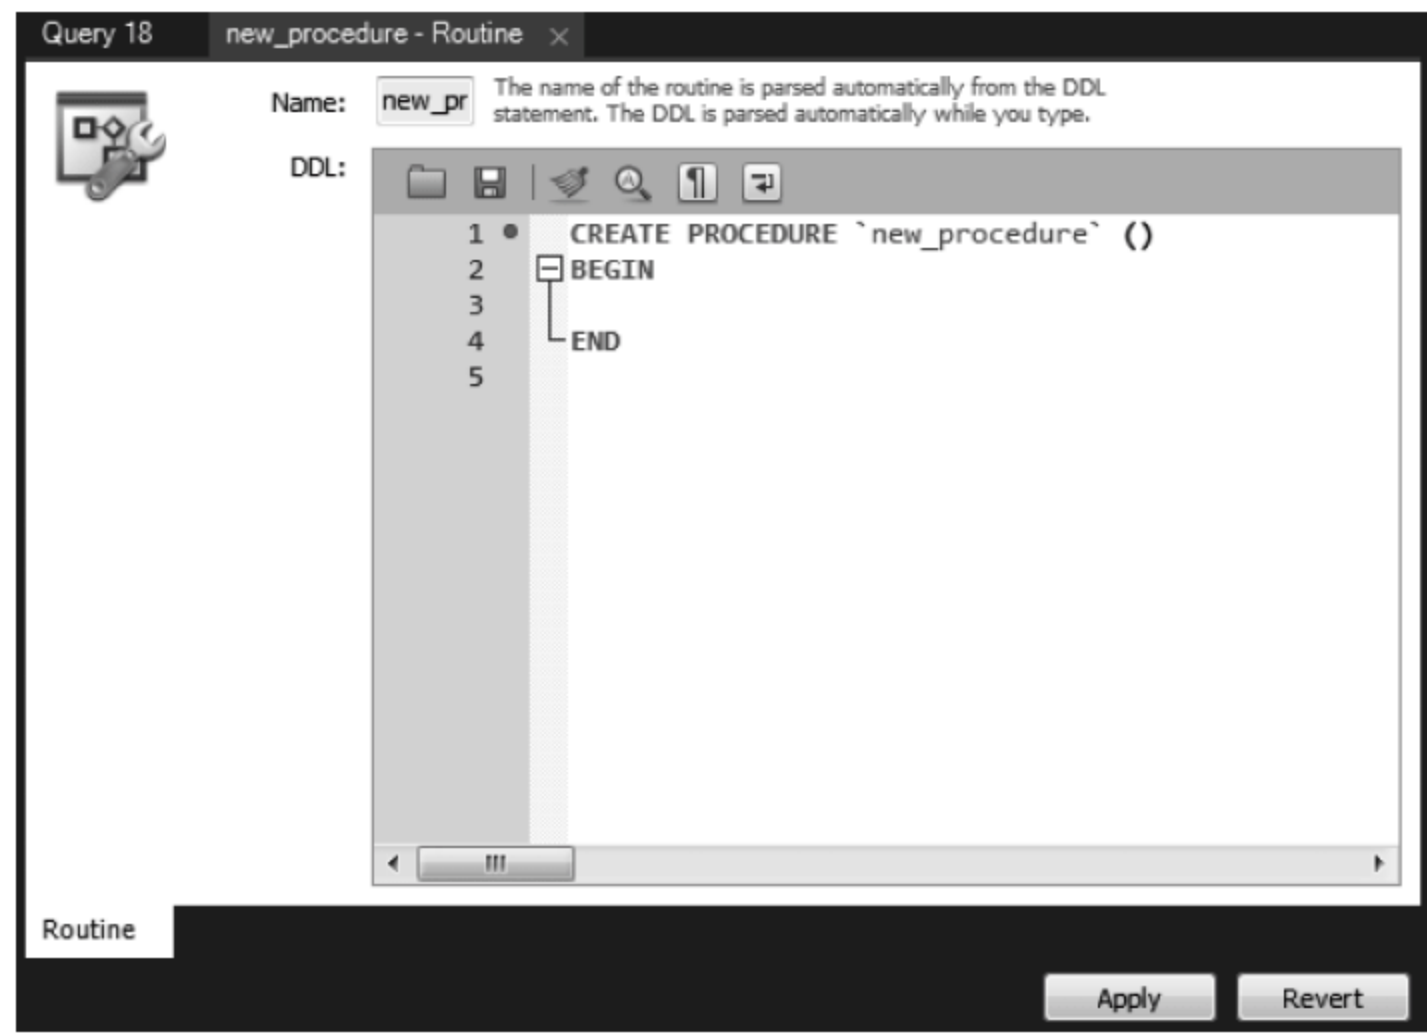 Query 18
new_procedure - Routine ×
Name: new_pr
The name of the routine is parsed automatically from the DDL
statement. The DDL is parsed automatically while you type.
DDL:
1 CREATE PROCEDURE `new_procedure` ()
2 BEGIN
3
4 END
5
Routine
Apply
Revert